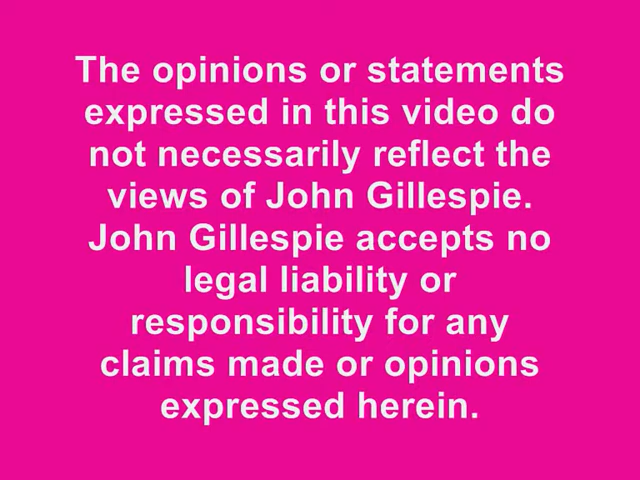 The opinions or statements
expressed in this video do
not necessarily reflect the
views of John Gillespie.
John Gillespie accepts no
legal liability or
responsibility for any
claims made or opinions
expressed herein.